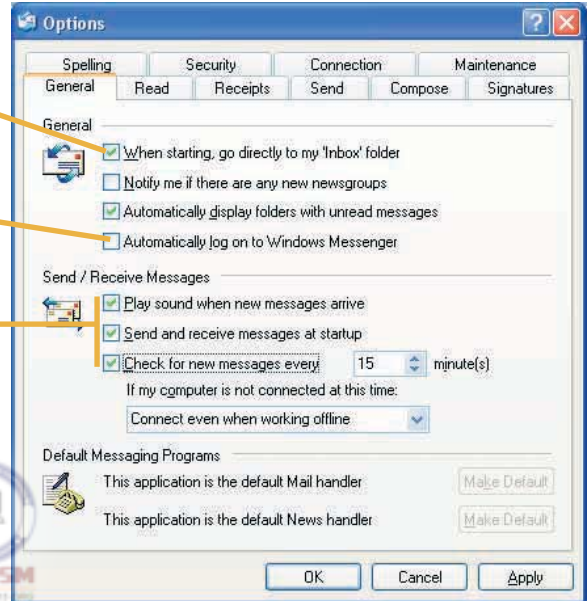 Options
Spelling Security Connection Maintenance
General Read Receipts Send Compose Signatures
General
When starting, go directly to my 'Inbox' folder
Notify me if there are any new newsgroups
Automatically display folders with unread messages
Automatically log on to Windows Messenger
Send / Receive Messages
Play sound when new messages arrive
Send and receive messages at startup
Check for new messages every 15 minute(s)
If my computer is not connected at this time:
Connect even when working offline
Default Messaging Programs
This application is the default Mail handler Make Default
This application is the default News handler Make Default
OK Cancel Apply